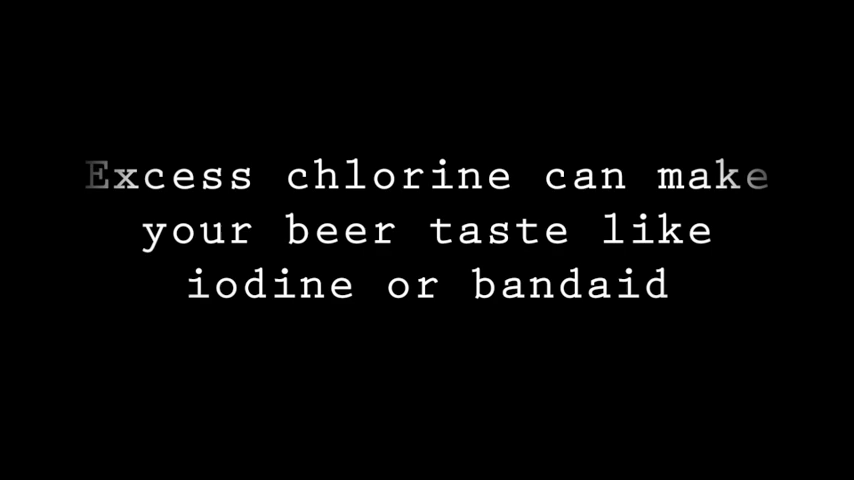 Excess chlorine can make
your beer taste like
iodine or bandaid